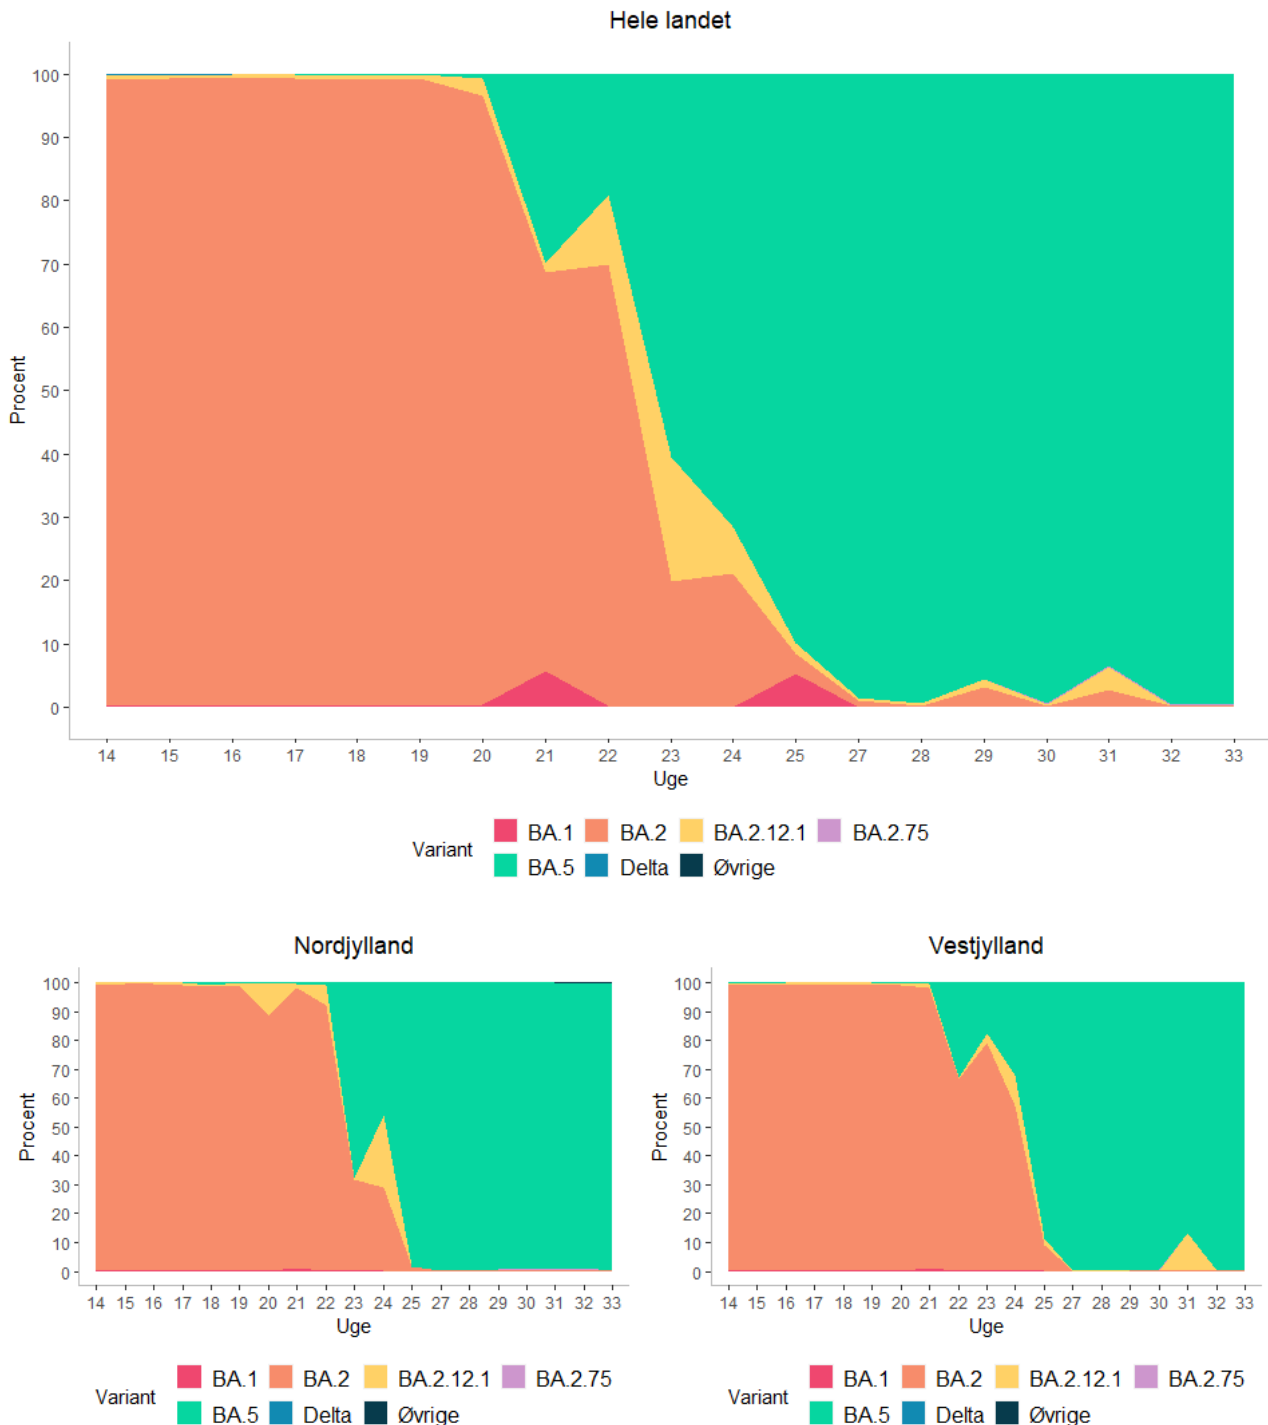 Hele landet
100
90
80
70
60
50
40
30
20
10
0
Procent
14 15 16 17 18 19 20 21 22 23 24 25 27 28 29 30 31 32 33
Uge
Variant
BA.1 BA.2 BA.2.12.1 BA.2.75
BA.5 Delta Øvrige
Nordjylland
100
90
80
70
60
50
40
30
20
10
0
Procent
14 15 16 17 18 19 20 21 22 23 24 25 27 28 29 30 31 32 33
Uge
Variant
BA.1 BA.2 BA.2.12.1 BA.2.75
BA.5 Delta Øvrige
Vestjylland
100
90
80
70
60
50
40
30
20
10
0
Procent
14 15 16 17 18 19 20 21 22 23 24 25 27 28 29 30 31 32 33
Uge
Variant
BA.1 BA.2 BA.2.12.1 BA.2.75
BA.5 Delta Øvrige